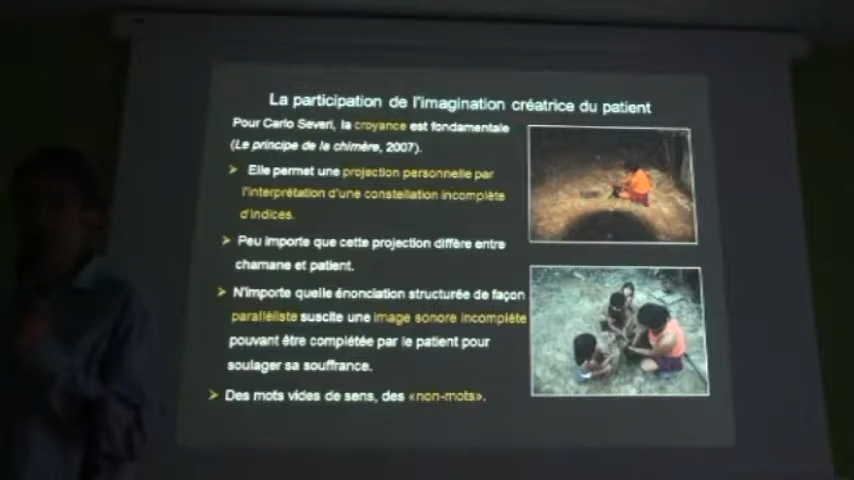 La participation de l'imagination créatrice du patient
Pour Carlo Severi, la croyance est fondamentale
(Le principe de la chimère, 2007).
➤ Elle permet une projection personnelle par
l'interprétation d'une constellation incomplète
d'indices.
➤ Peu importe que cette projection diffère entre
chamane et patient.
➤ N'importe quelle énonciation structurée de façon
parallèliste suscite une image sonore incomplète
pouvant être complétée par le patient pour
soulager sa souffrance.
➤ Des mots vides de sens, des «non-mots».